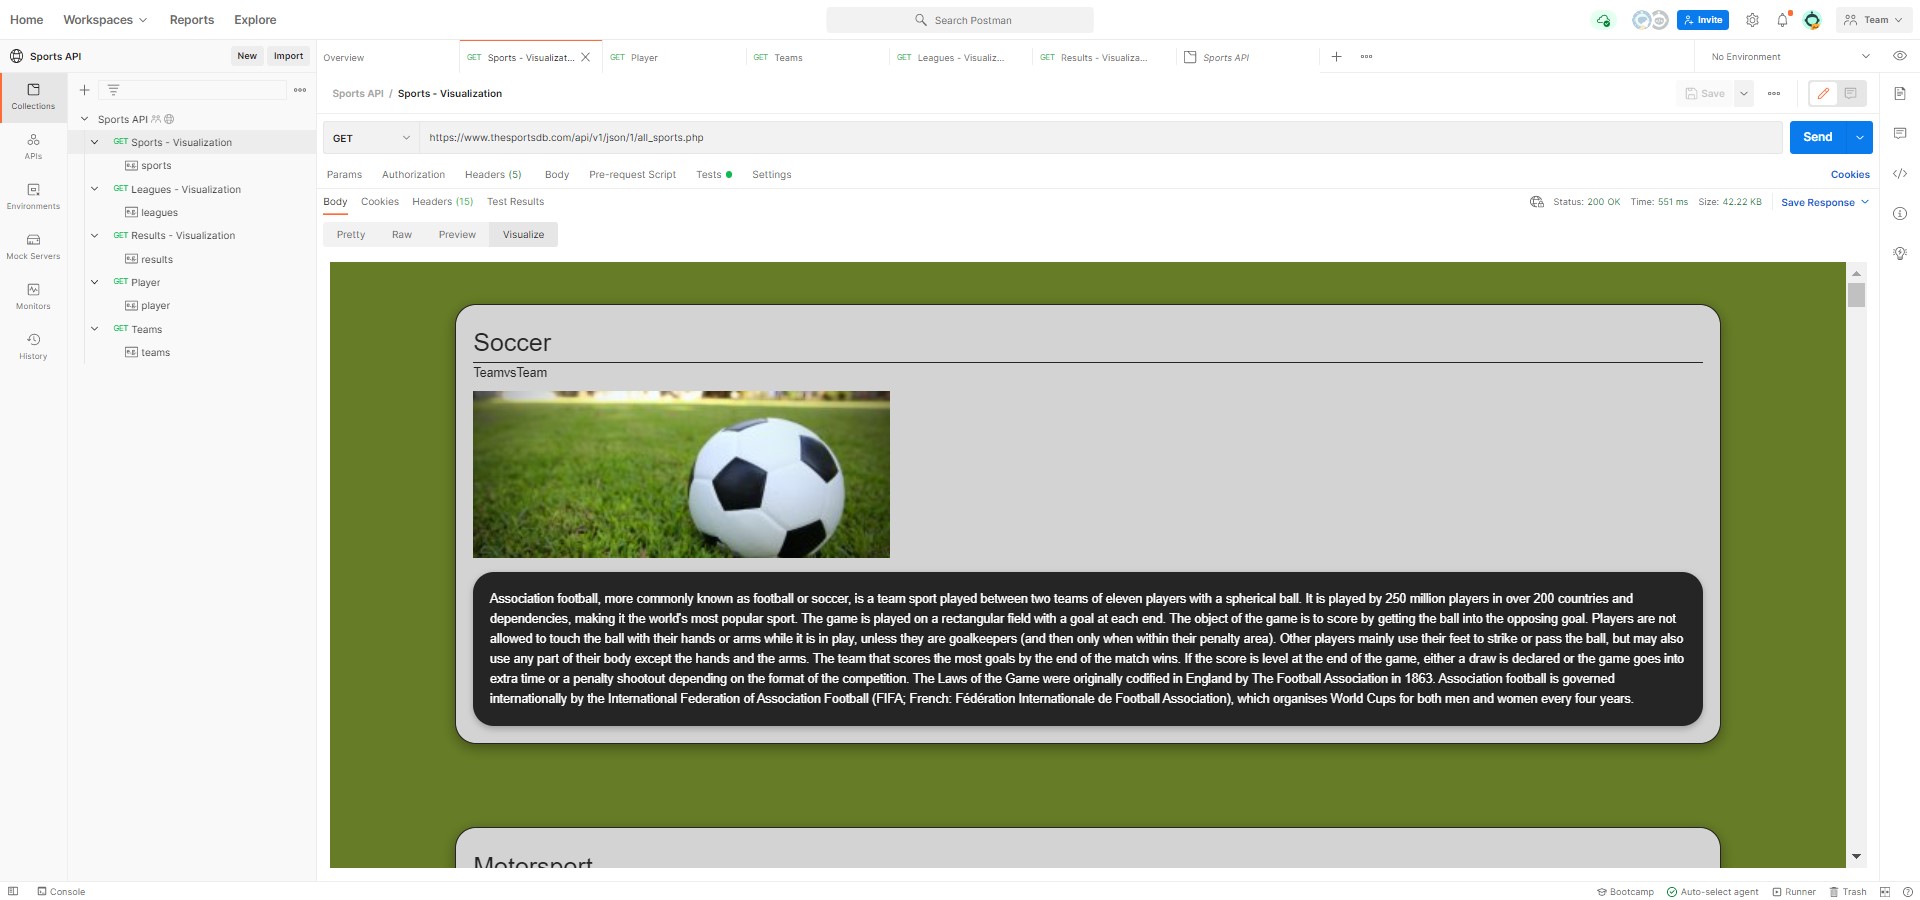 Home Workspaces Reports Explore
Search Postman
Invite
Team
Sports API
New Import
Overview
GET Sports - Visualizat...
GET Player
GET Teams
GET Leagues - Visualiz...
GET Results - Visualiza...
Sports API
No Environment
Collections
APIs
Environments
Mock Servers
Monitors
History
Sports API
GET Sports - Visualization
e.g. sports
GET Leagues - Visualization
e.g. leagues
GET Results - Visualization
e.g. results
GET Player
e.g. player
GET Teams
e.g. teams
Sports API / Sports - Visualization
Save
GET
https://www.thesportsdb.com/api/v1/json/1/all_sports.php
Send
Params Authorization Headers (5) Body Pre-request Script Tests Settings
Cookies
Body Cookies Headers (15) Test Results
Status: 200 OK Time: 551 ms Size: 42.22 KB
Save Response
Pretty Raw Preview Visualize
Soccer
TeamvsTeam
Association football, more commonly known as football or soccer, is a team sport played between two teams of eleven players with a spherical ball. It is played by 250 million players in over 200 countries and
dependencies, making it the world's most popular sport. The game is played on a rectangular field with a goal at each end. The object of the game is to score by getting the ball into the opposing goal. Players are not
allowed to touch the ball with their hands or arms while it is in play, unless they are goalkeepers (and then only when within their penalty area). Other players mainly use their feet to strike or pass the ball, but may also
use any part of their body except the hands and the arms. The team that scores the most goals by the end of the match wins. If the score is level at the end of the game, either a draw is declared or the game goes into
extra time or a penalty shootout depending on the format of the competition. The Laws of the Game were originally codified in England by The Football Association in 1863. Association football is governed
internationally by the International Federation of Association Football (FIFA; French: Fédération Internationale de Football Association), which organises World Cups for both men and women every four years.
Motorsport
Console
Bootcamp
Auto-select agent
Runner
Trash